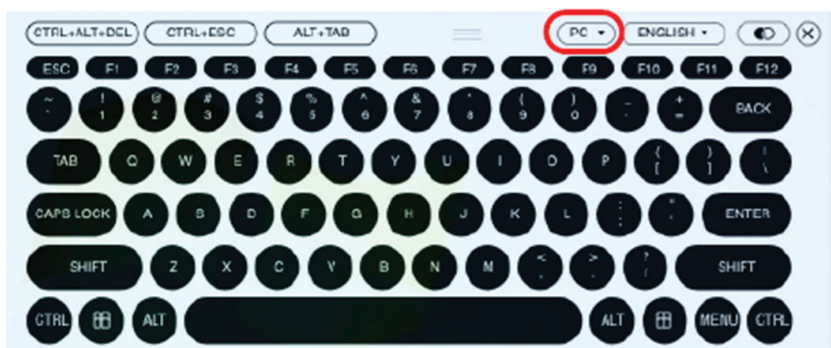 CTRL+ALT+DEL CTRL+ESC ALT+TAB PC ENGLISH
ESC F1 F2 F3 F4 F5 F6 F7 F8 F9 F10 F11 F12
~ ! @ # $ % ^ & * ( ) - +
` 1 2 3 4 5 6 7 8 9 0 =
BACK
TAB Q W E R T Y U I O P { [ } ] | \
CAPS LOCK A S D F G H J K L : ; " ' ENTER
SHIFT Z X C V B N M < , > . ? / SHIFT
CTRL ALT ALT MENU CTRL